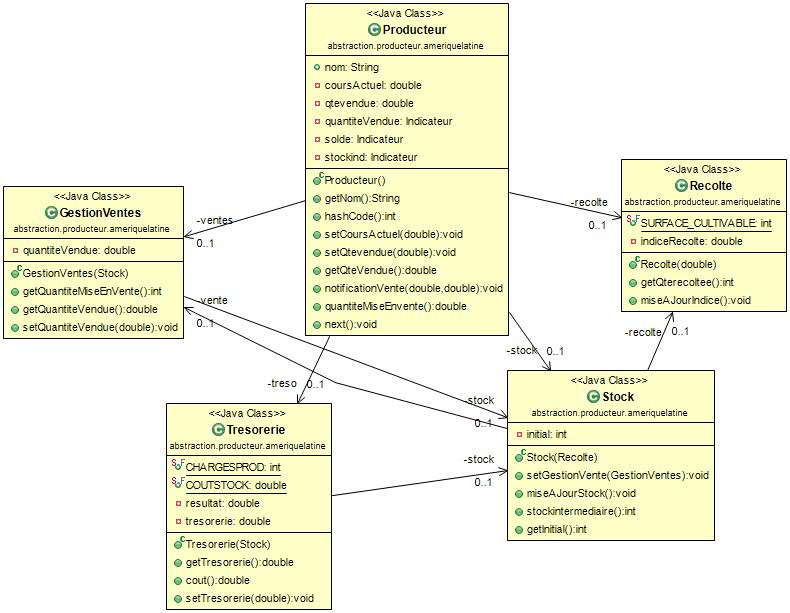 <<Java Class>>
Producteur
abstraction.producteur.ameriquelatine
nom: String
coursActuel: double
qtevendue: double
quantiteVendue: Indicateur
solde: Indicateur
stockind: Indicateur
Producteur()
getNom():String
hashCode():int
setCoursActuel(double):void
setQtevendue(double):void
getQteVendue():double
notificationVente(double,double):void
quantiteMiseEnvente():double
next():void
<<Java Class>>
GestionVentes
abstraction.producteur.ameriquelatine
quantiteVendue: double
GestionVentes(Stock)
getQuantiteMiseEnVente():int
getQuantiteVendue():double
setQuantiteVendue(double):void
<<Java Class>>
Recolte
abstraction.producteur.ameriquelatine
SURFACE_CULTIVABLE: int
indiceRecolte: double
Recolte(double)
getQterecoltee():int
miseAJourIndice():void
<<Java Class>>
Tresorerie
abstraction.producteur.ameriquelatine
CHARGESPROD: int
COUTSTOCK: double
resultat: double
tresorerie: double
Tresorerie(Stock)
getTresorerie():double
cout():double
setTresorerie(double):void
<<Java Class>>
Stock
abstraction.producteur.ameriquelatine
initial: int
Stock(Recolte)
setGestionVente(GestionVentes):void
miseAJourStock():void
stockintermediaire():int
getInitial():int
-ventes
0..1
-recolte
0..1
-vente
0..1
-stock
0..1
-recolte
0..1
-treso
0..1
-stock
0..1
-stock
0..1